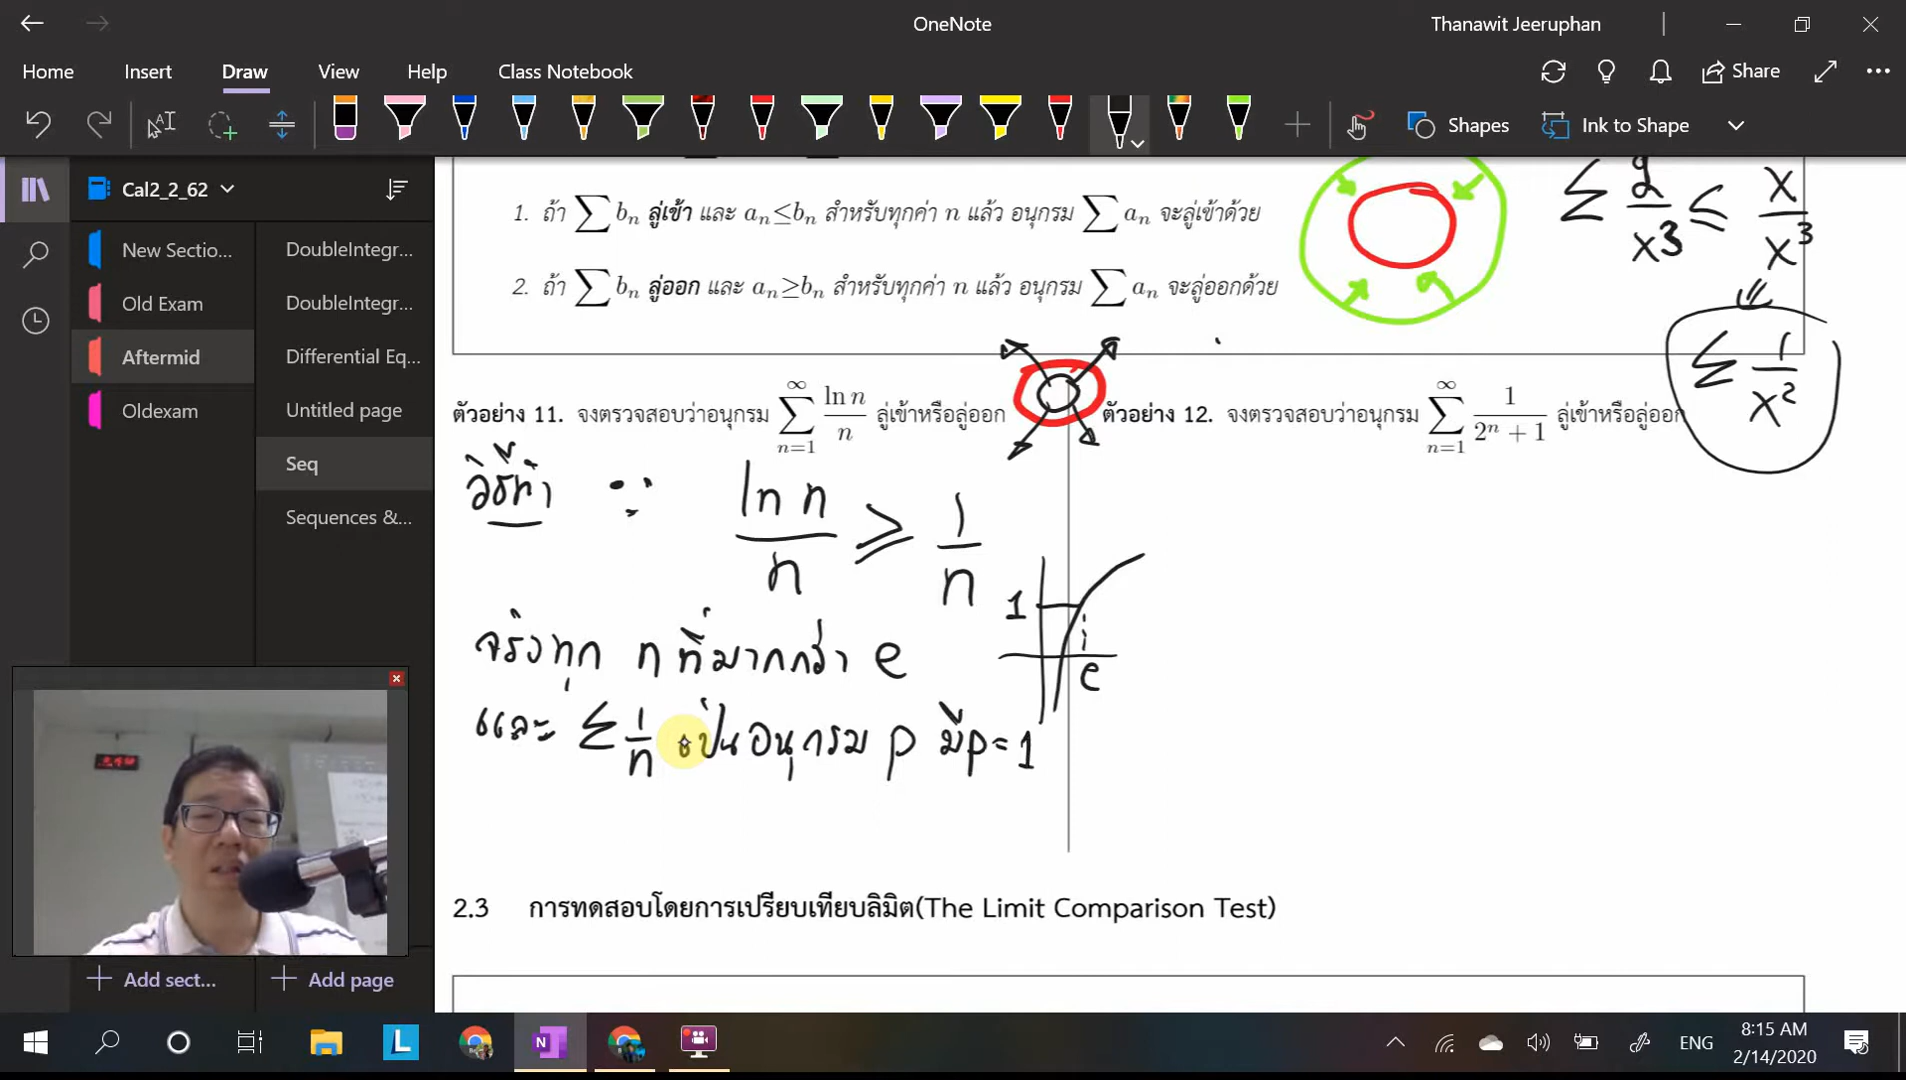 OneNote
Thanawit Jeeruphan
Home Insert Draw View Help Class Notebook
Share
Shapes
Ink to Shape
Cal2_2_62
New Sectio...
Old Exam
Aftermid
Oldexam
DoubleIntegr...
DoubleIntegr...
Differential Eq...
Untitled page
Seq
Sequences &...
1. ถ้า ∑ bₙ ลู่เข้า และ aₙ≤bₙ สำหรับทุกค่า n แล้ว อนุกรม ∑ aₙ จะลู่เข้าด้วย
2. ถ้า ∑ bₙ ลู่ออก และ aₙ≥bₙ สำหรับทุกค่า n แล้ว อนุกรม ∑ aₙ จะลู่ออกด้วย
≤ x/x³
∑ 1/x²
ตัวอย่าง 11. จงตรวจสอบว่าอนุกรม ∑_{n=1}^{∞} ln n/n ลู่เข้าหรือลู่ออก
ตัวอย่าง 12. จงตรวจสอบว่าอนุกรม ∑_{n=1}^{∞} 1/(2ⁿ + 1) ลู่เข้าหรือลู่ออก
วิธีทำ ∵ ln n/n ≥ 1/n
1
e
จริงทุก n ที่มากกว่า e
และ ∑ 1/n เป็นอนุกรม p มี p = 1
2.3 การทดสอบโดยการเปรียบเทียบลิมิต(The Limit Comparison Test)
Add sect...
Add page
ENG
8:15 AM
2/14/2020